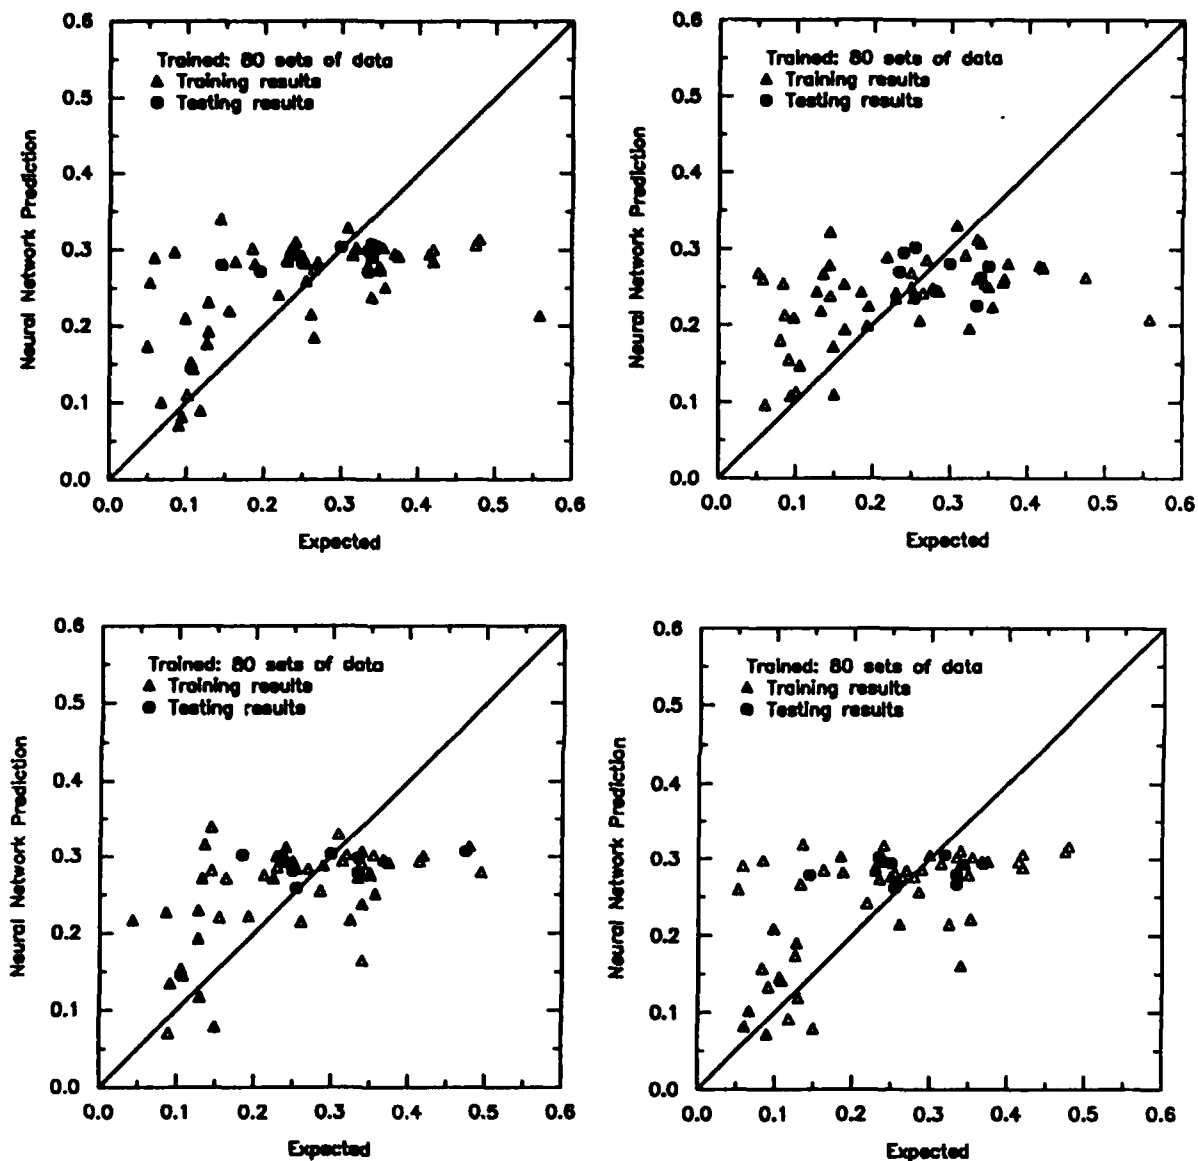 0.6
Trained: 80 sets of data
Training results
Testing results
0.5
0.4
0.3
0.2
0.1
0.0
Neural Network Prediction
0.0 0.1 0.2 0.3 0.4 0.5 0.6
Expected
0.6
Trained: 80 sets of data
Training results
Testing results
0.5
0.4
0.3
0.2
0.1
0.0
Neural Network Prediction
0.0 0.1 0.2 0.3 0.4 0.5 0.6
Expected
0.6
Trained: 80 sets of data
Training results
Testing results
0.5
0.4
0.3
0.2
0.1
0.0
Neural Network Prediction
0.0 0.1 0.2 0.3 0.4 0.5 0.6
Expected
0.6
Trained: 80 sets of data
Training results
Testing results
0.5
0.4
0.3
0.2
0.1
0.0
Neural Network Prediction
0.0 0.1 0.2 0.3 0.4 0.5 0.6
Expected